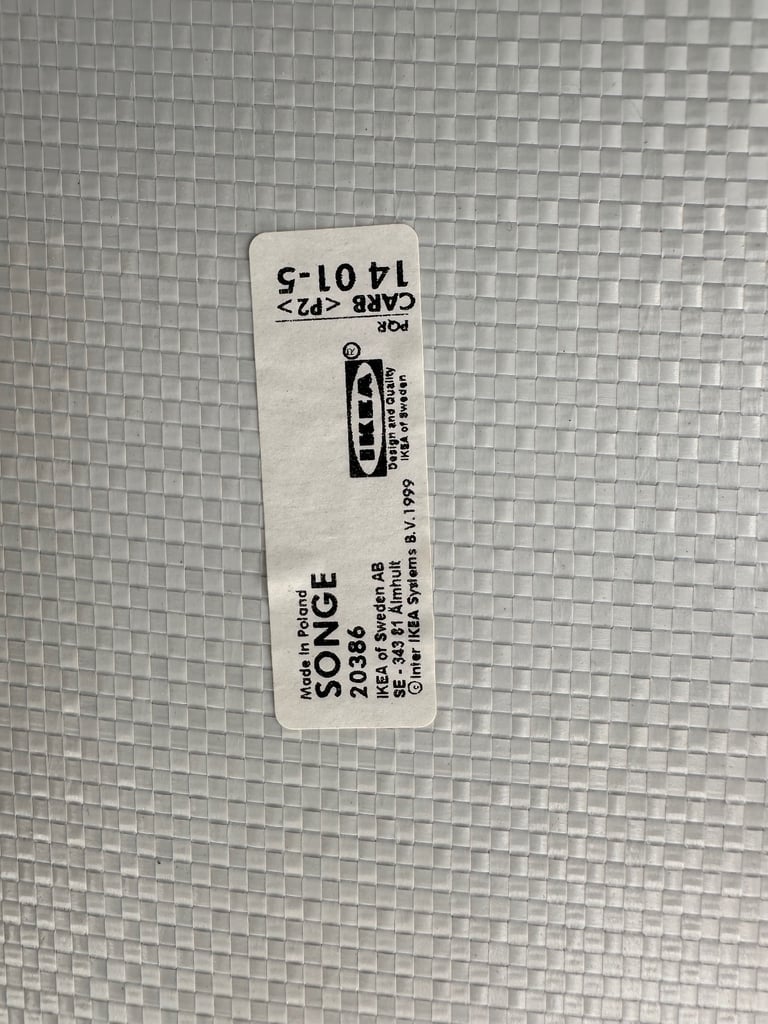 Made in Poland
SONGE
20386
IKEA of Sweden AB
SE - 343 81 Älmhult
© Inter IKEA Systems B.V. 1999
IKEA®
Design and Quality
IKEA of Sweden
PQR
CARB <P2>
14 01-5